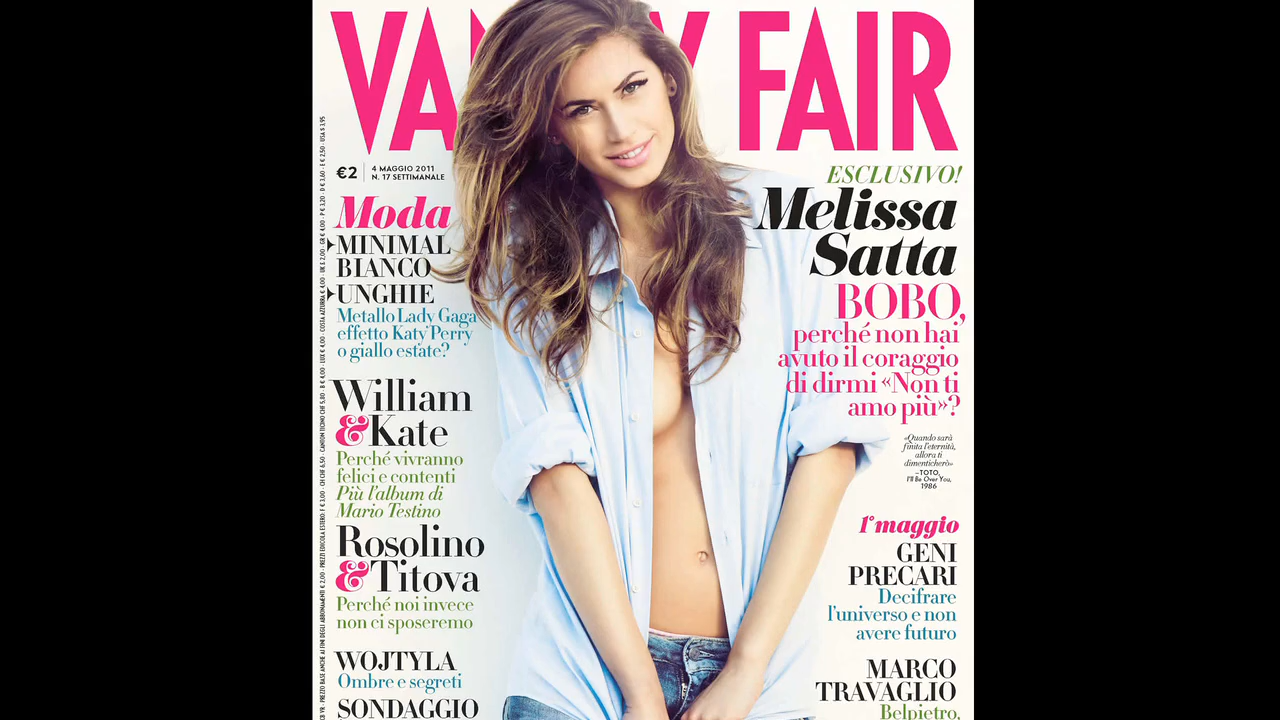 VANITY FAIR
€2
4 MAGGIO 2011
N. 17 SETTIMANALE
Moda
MINIMAL
BIANCO
UNGHIE
Metallo Lady Gaga
effetto Katy Perry
o giallo estate?
William
&Kate
Perché vivranno
felici e contenti
Più l'album di
Mario Testino
Rosolino
&Titova
Perché noi invece
non ci sposeremo
WOJTYLA
Ombre e segreti
SONDAGGIO
ESCLUSIVO!
Melissa
Satta
BOBO,
perché non hai
avuto il coraggio
di dirmi «Non ti
amo più»?
«Quando sarà
finita l'eternità,
allora ti
dimenticherò»
–TOTO,
I'll Be Over You,
1986
1° maggio
GENI
PRECARI
Decifrare
l'universo e non
avere futuro
MARCO
TRAVAGLIO
Belpietro,